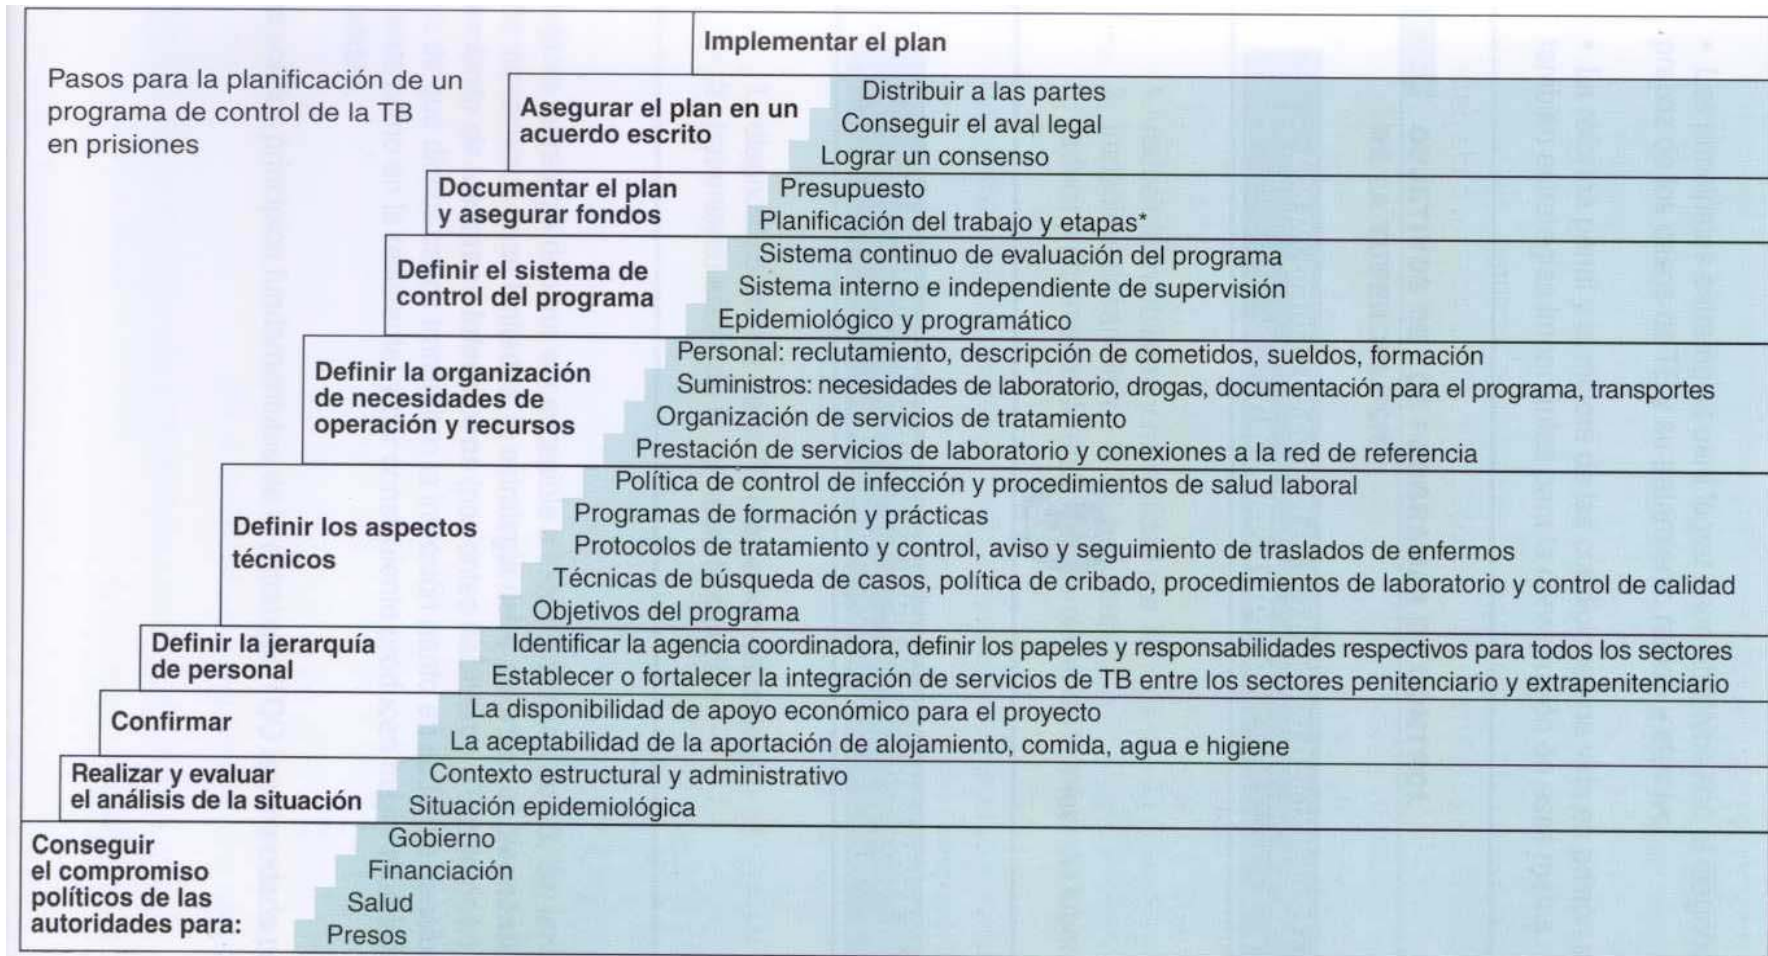 Pasos para la planificación de un
programa de control de la TB
en prisiones
Implementar el plan
Asegurar el plan en un
acuerdo escrito
Distribuir a las partes
Conseguir el aval legal
Lograr un consenso
Documentar el plan
y asegurar fondos
Presupuesto
Planificación del trabajo y etapas*
Definir el sistema de
control del programa
Sistema continuo de evaluación del programa
Sistema interno e independiente de supervisión
Epidemiológico y programático
Definir la organización
de necesidades de
operación y recursos
Personal: reclutamiento, descripción de cometidos, sueldos, formación
Suministros: necesidades de laboratorio, drogas, documentación para el programa, transportes
Organización de servicios de tratamiento
Prestación de servicios de laboratorio y conexiones a la red de referencia
Definir los aspectos
técnicos
Política de control de infección y procedimientos de salud laboral
Programas de formación y prácticas
Protocolos de tratamiento y control, aviso y seguimiento de traslados de enfermos
Técnicas de búsqueda de casos, política de cribado, procedimientos de laboratorio y control de calidad
Objetivos del programa
Definir la jerarquía
de personal
Identificar la agencia coordinadora, definir los papeles y responsabilidades respectivos para todos los sectores
Establecer o fortalecer la integración de servicios de TB entre los sectores penitenciario y extrapenitenciario
Confirmar
La disponibilidad de apoyo económico para el proyecto
La aceptabilidad de la aportación de alojamiento, comida, agua e higiene
Realizar y evaluar
el análisis de la situación
Contexto estructural y administrativo
Situación epidemiológica
Conseguir
el compromiso
políticos de las
autoridades para:
Gobierno
Financiación
Salud
Presos